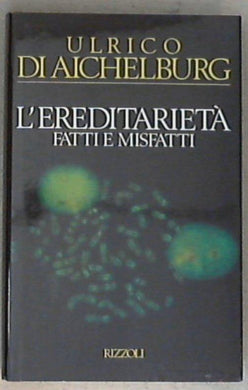 ULRICO
DI AICHELBURG
L'EREDITARIETÀ
FATTI E MISFATTI
RIZZOLI